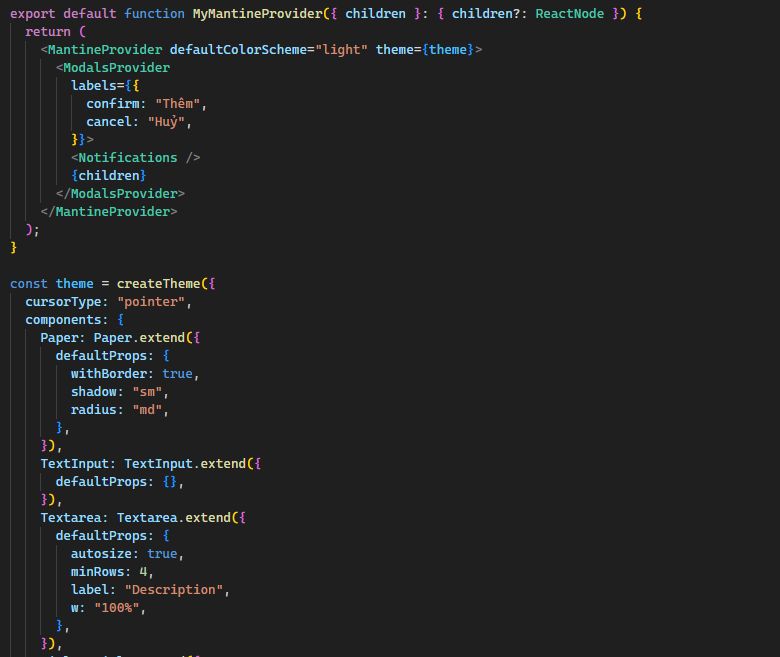 export default function MyMantineProvider({ children }: { children?: ReactNode }) {
  return (
    <MantineProvider defaultColorScheme="light" theme={theme}>
      <ModalsProvider
        labels={{
          confirm: "Thêm",
          cancel: "Huỷ",
        }}>
        <Notifications />
        {children}
      </ModalsProvider>
    </MantineProvider>
  );
}

const theme = createTheme({
  cursorType: "pointer",
  components: {
    Paper: Paper.extend({
      defaultProps: {
        withBorder: true,
        shadow: "sm",
        radius: "md",
      },
    }),
    TextInput: TextInput.extend({
      defaultProps: {},
    }),
    Textarea: Textarea.extend({
      defaultProps: {
        autosize: true,
        minRows: 4,
        label: "Description",
        w: "100%",
      },
    }),